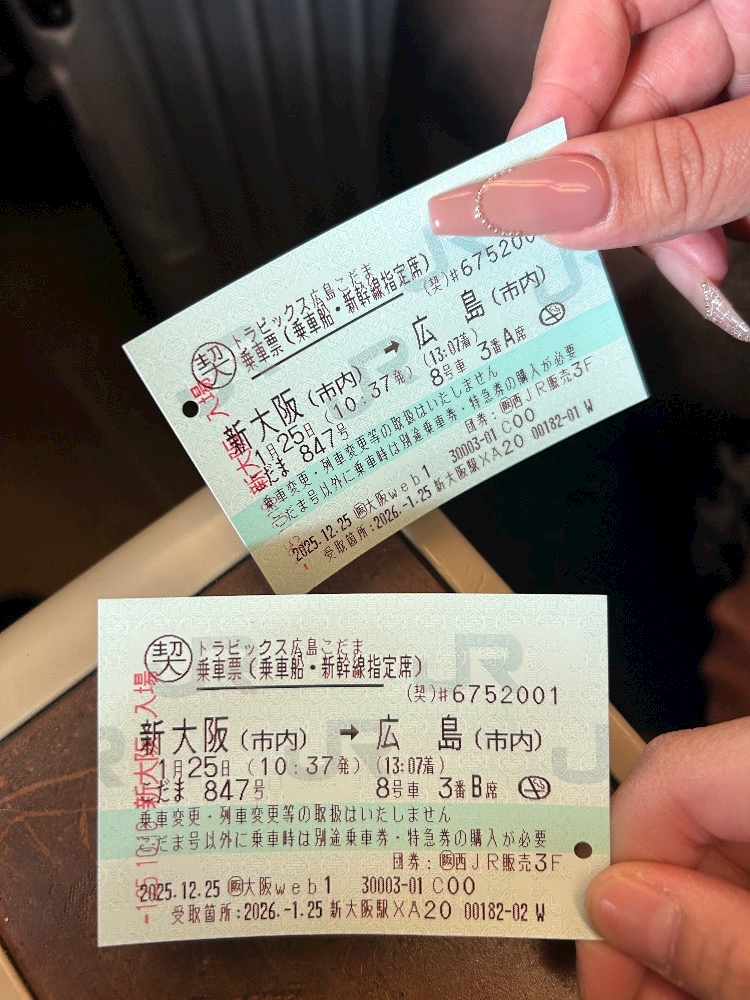 契 トラピックス広島こだま
乗車票(乗車船・新幹線指定席)
(契)#675200
新大阪(市内) → 広 島(市内)
1月25日 (10:37発) (13:07着)
だま 847号 8号車 3番A席
乗車変更・列車変更等の取扱はいたしません
こだま号以外に乗車時は別途乗車券・特急券の購入が必要
団券:㊄西JR販売3F
2025.12.25 大阪web1 30003-01 C00
受取箇所:2026.-1.25 新大阪駅XA20 00182-01 W
新大阪
入場
契 トラピックス広島こだま
乗車票(乗車船・新幹線指定席)
(契)#6752001
新大阪(市内) → 広 島(市内)
1月25日 (10:37発) (13:07着)
だま 847号 8号車 3番B席
乗車変更・列車変更等の取扱はいたしません
こだま号以外に乗車時は別途乗車券・特急券の購入が必要
団券:西JR販売3F
2025.12.25 大阪web1 30003-01 C00
受取箇所:2026.-1.25 新大阪駅XA20 00182-02 W
新大阪 入場
JR